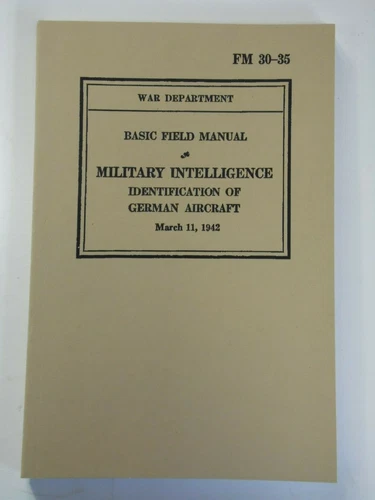 FM 30–35
WAR DEPARTMENT
BASIC FIELD MANUAL
MILITARY INTELLIGENCE
IDENTIFICATION OF
GERMAN AIRCRAFT
March 11, 1942